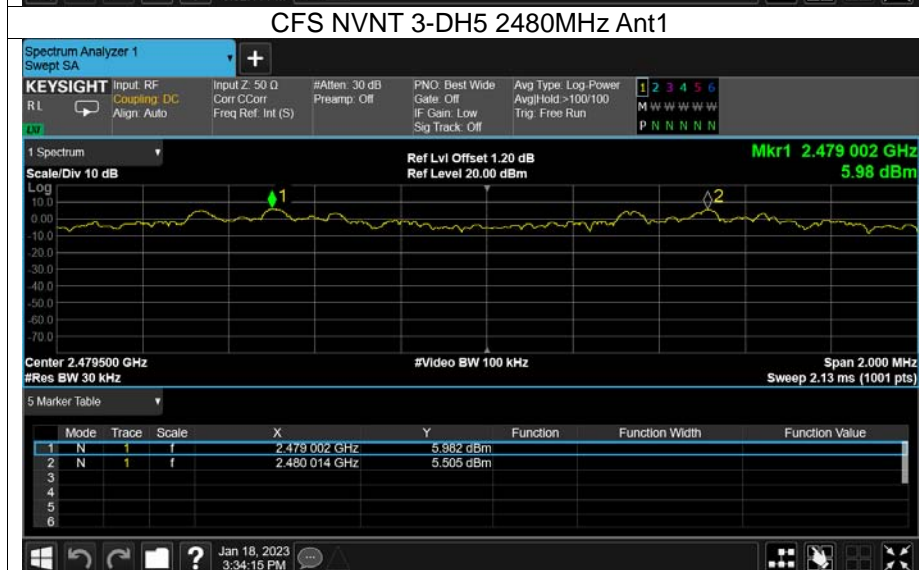 CFS NVNT 3-DH5 2480MHz Ant1
Spectrum Analyzer 1
Swept SA
+
KEYSIGHT Input: RF Input Z: 50 Ω #Atten: 30 dB PNO: Best Wide Avg Type: Log-Power 1 2 3 4 5 6
RL Coupling: DC Corr CCorr Preamp: Off Gate: Off Avg|Hold:>100/100 M W W W W W
Align: Auto Freq Ref: Int (S) IF Gain: Low Trig: Free Run
LXI Sig Track: Off P N N N N N
1 Spectrum Ref Lvl Offset 1.20 dB Mkr1 2.479 002 GHz
Scale/Div 10 dB Ref Level 20.00 dBm 5.98 dBm
Log
10.0
0.00
-10.0
-20.0
-30.0
-40.0
-50.0
-60.0
-70.0
1
2
Center 2.479500 GHz #Video BW 100 kHz Span 2.000 MHz
#Res BW 30 kHz Sweep 2.13 ms (1001 pts)
5 Marker Table
Mode Trace Scale X Y Function Function Width Function Value
1 N 1 f 2.479 002 GHz 5.982 dBm
2 N 1 f 2.480 014 GHz 5.505 dBm
3
4
5
6
? Jan 18, 2023
3:34:15 PM